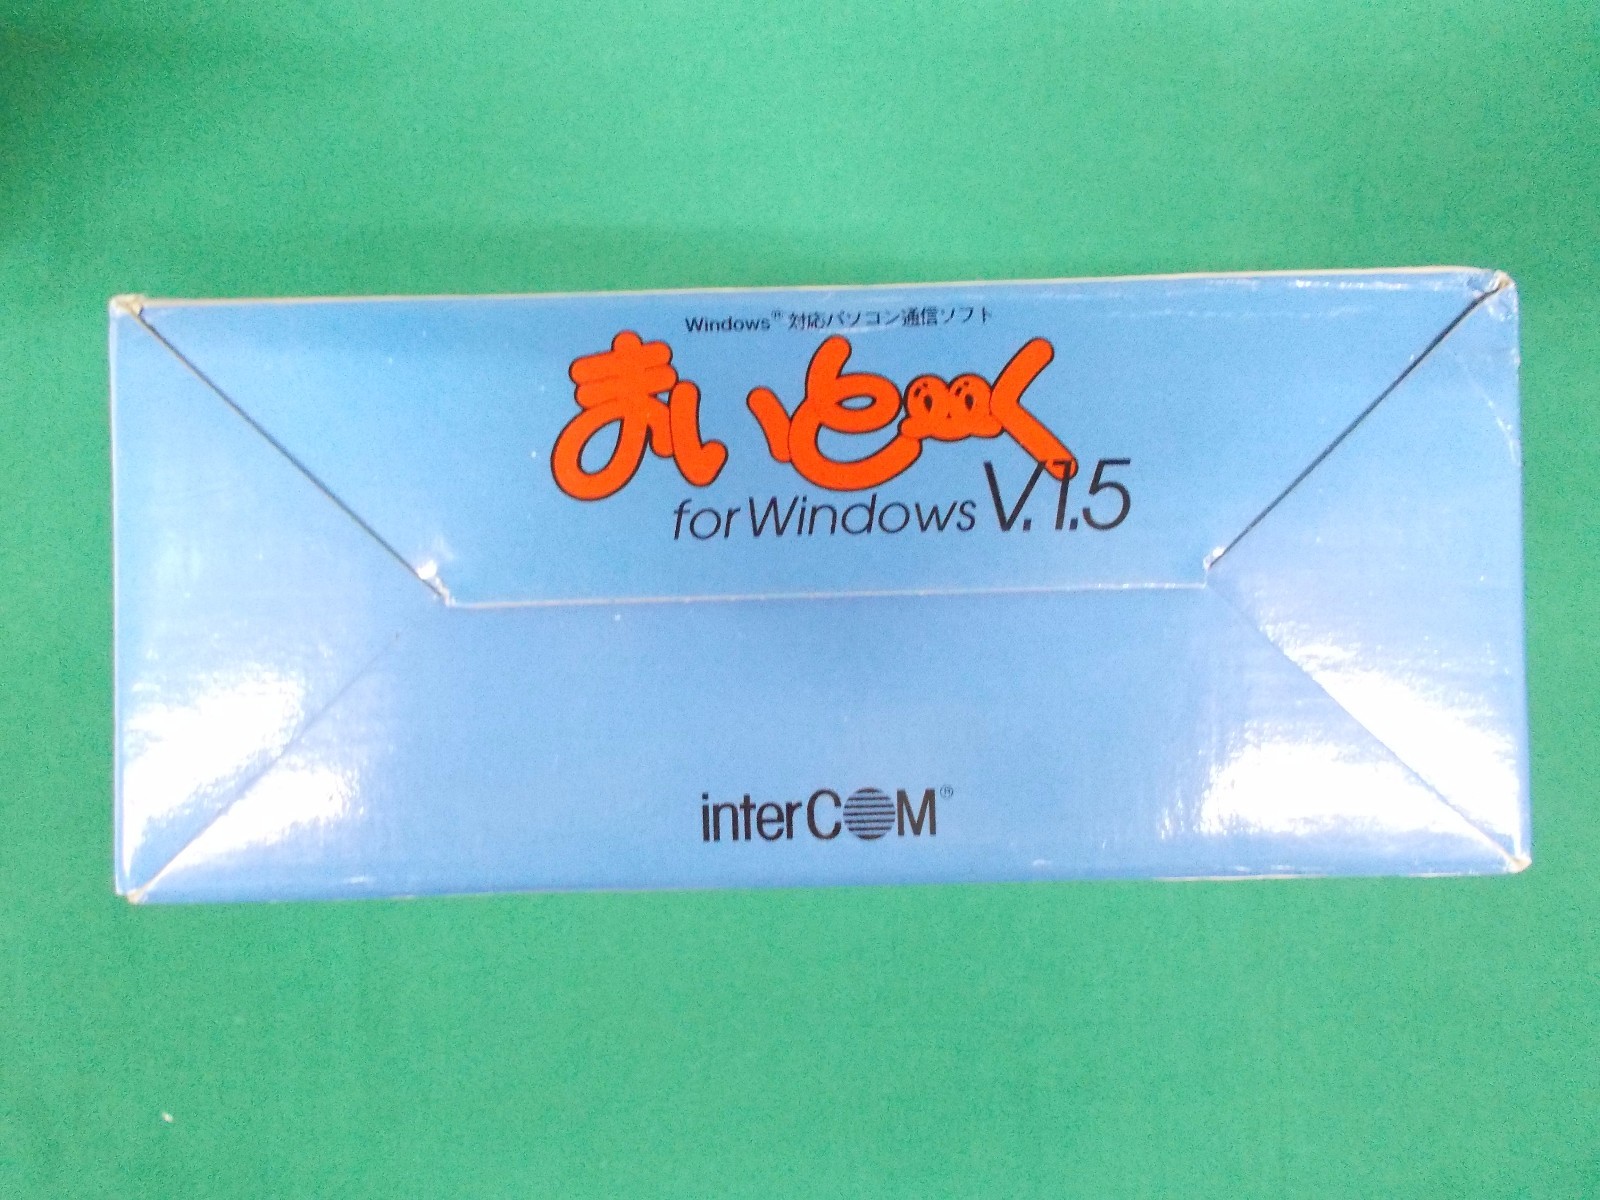 Windows® 対応パソコン通信ソフト
まいと〜く
for Windows V.1.5
interCOM®